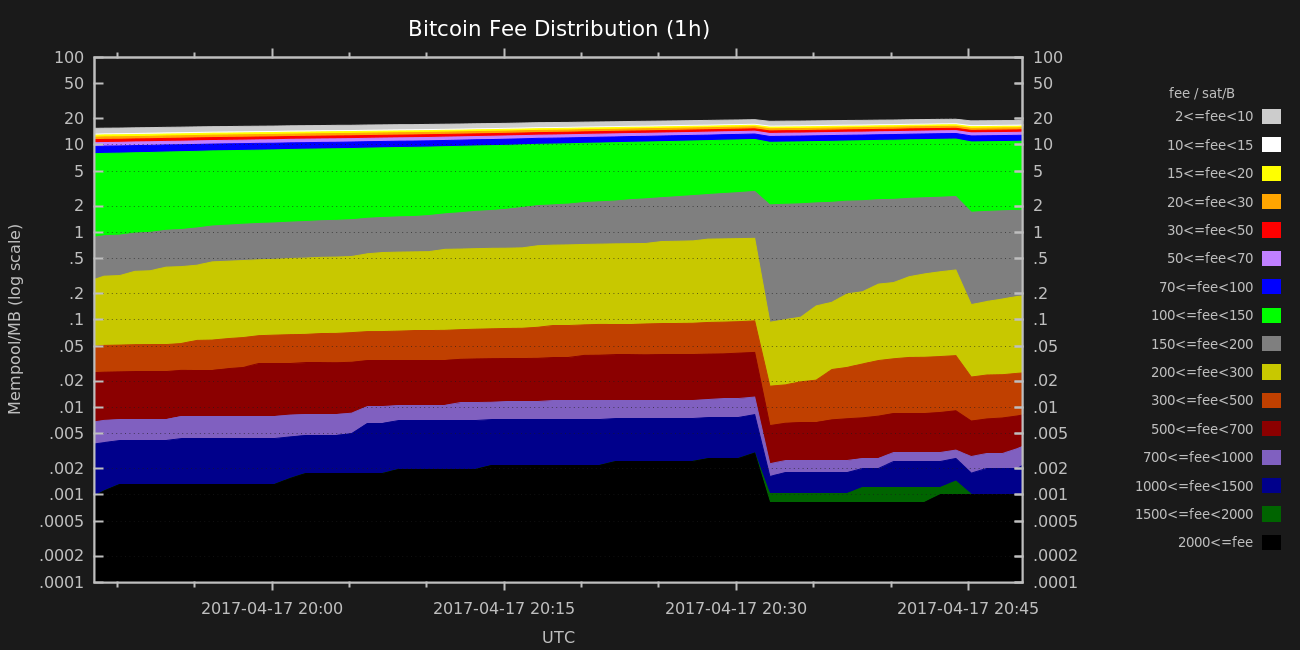 Bitcoin Fee Distribution (1h)
Mempool/MB (log scale)
100
50
20
10
5
2
1
.5
.2
.1
.05
.02
.01
.005
.002
.001
.0005
.0002
.0001
100
50
20
10
5
2
1
.5
.2
.1
.05
.02
.01
.005
.002
.001
.0005
.0002
.0001
2017-04-17 20:00 2017-04-17 20:15 2017-04-17 20:30 2017-04-17 20:45
UTC
fee / sat/B
2<=fee<10
10<=fee<15
15<=fee<20
20<=fee<30
30<=fee<50
50<=fee<70
70<=fee<100
100<=fee<150
150<=fee<200
200<=fee<300
300<=fee<500
500<=fee<700
700<=fee<1000
1000<=fee<1500
1500<=fee<2000
2000<=fee